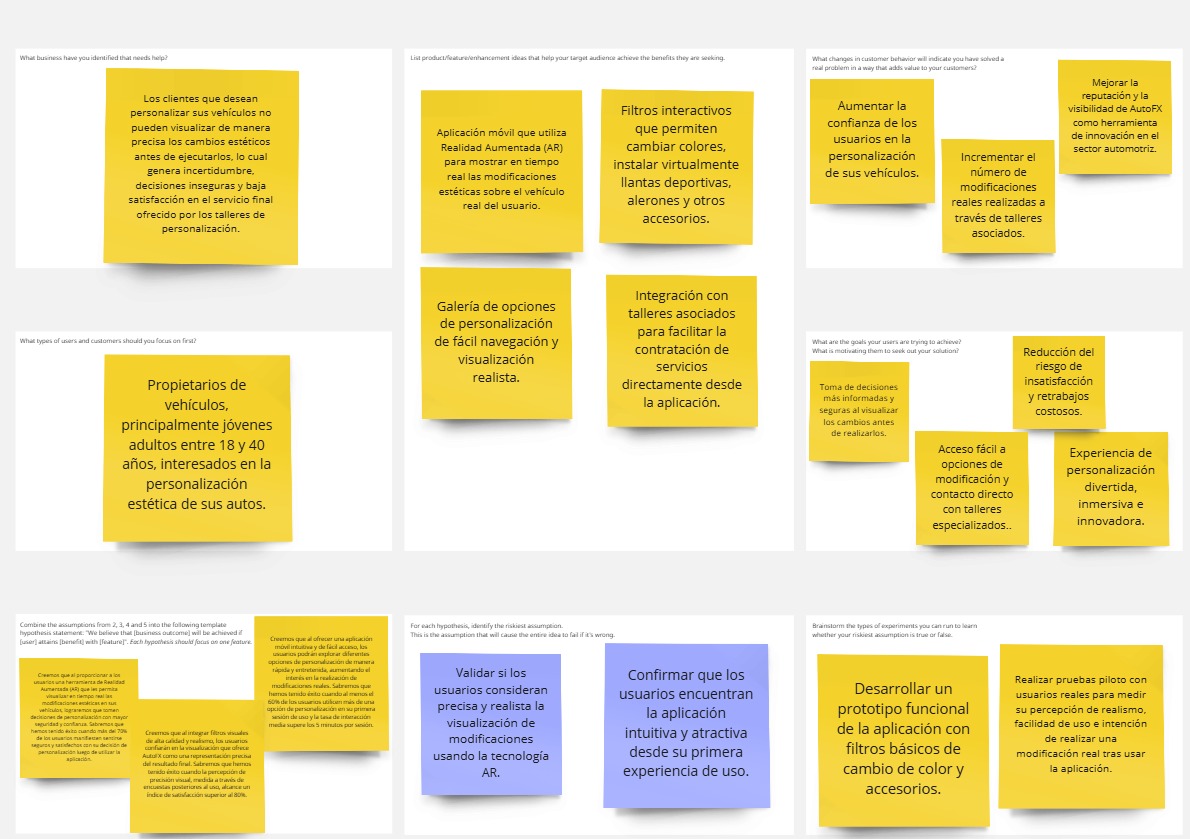 What business have you identified that needs help?
Los clientes que desean
personalizar sus vehículos no
pueden visualizar de manera
precisa los cambios estéticos
antes de ejecutarlos, lo cual
genera incertidumbre,
decisiones inseguras y baja
satisfacción en el servicio final
ofrecido por los talleres de
personalización.
List product/feature/enhancement ideas that help your target audience achieve the benefits they are seeking.
Aplicación móvil que utiliza
Realidad Aumentada (AR)
para mostrar en tiempo
real las modificaciones
estéticas sobre el vehículo
real del usuario.
Filtros interactivos
que permiten
cambiar colores,
instalar virtualmente
llantas deportivas,
alerones y otros
accesorios.
Galería de opciones
de personalización
de fácil navegación y
visualización
realista.
Integración con
talleres asociados
para facilitar la
contratación de
servicios
directamente desde
la aplicación.
What changes in customer behavior will indicate you have solved a
real problem in a way that adds value to your customers?
Aumentar la
confianza de los
usuarios en la
personalización
de sus vehículos.
Incrementar el
número de
modificaciones
reales realizadas a
través de talleres
asociados.
Mejorar la
reputación y la
visibilidad de AutoFX
como herramienta
de innovación en el
sector automotriz.
What types of users and customers should you focus on first?
Propietarios de
vehículos,
principalmente jóvenes
adultos entre 18 y 40
años, interesados en la
personalización
estética de sus autos.
What are the goals your users are trying to achieve?
What is motivating them to seek out your solution?
Toma de decisiones
más informadas y
seguras al visualizar
los cambios antes
de realizarlos.
Acceso fácil a
opciones de
modificación y
contacto directo
con talleres
especializados..
Reducción del
riesgo de
insatisfacción
y retrabajos
costosos.
Experiencia de
personalización
divertida,
inmersiva e
innovadora.
Combine the assumptions from 2, 3, 4 and 5 into the following template
hypothesis statement: "We believe that [business outcome] will be achieved if
[user] attains [benefit] with [feature]". Each hypothesis should focus on one feature.
Creemos que al proporcionar a los
usuarios una herramienta de Realidad
Aumentada (AR) que les permita
visualizar en tiempo real las
modificaciones estéticas en sus
vehículos, lograremos que tomen
decisiones de personalización con mayor
seguridad y confianza. Sabremos que
hemos tenido éxito cuando más del 70%
de los usuarios manifiesten sentirse
seguros y satisfechos con su decisión de
personalización luego de utilizar la
aplicación.
Creemos que al integrar filtros visuales
de alta calidad y realismo, los usuarios
confiarán en la visualización que ofrece
AutoFX como una representación precisa
del resultado final. Sabremos que hemos
tenido éxito cuando la percepción de
precisión visual, medida a través de
encuestas posteriores al uso, alcance un
índice de satisfacción superior al 80%.
Creemos que al ofrecer una aplicación
móvil intuitiva y de fácil acceso, los
usuarios podrán explorar diferentes
opciones de personalización de manera
rápida y entretenida, aumentando el
interés en la realización de
modificaciones reales. Sabremos que
hemos tenido éxito cuando al menos el
60% de los usuarios utilicen más de una
opción de personalización en su primera
sesión de uso y la tasa de interacción
media supere los 5 minutos por sesión.
For each hypothesis, identify the riskiest assumption.
This is the assumption that will cause the entire idea to fail if it's wrong.
Validar si los
usuarios consideran
precisa y realista la
visualización de
modificaciones
usando la tecnología
AR.
Confirmar que los
usuarios encuentran
la aplicación
intuitiva y atractiva
desde su primera
experiencia de uso.
Brainstorm the types of experiments you can run to learn
whether your riskiest assumption is true or false.
Desarrollar un
prototipo funcional
de la aplicación con
filtros básicos de
cambio de color y
accesorios.
Realizar pruebas piloto con
usuarios reales para medir
su percepción de realismo,
facilidad de uso e intención
de realizar una
modificación real tras usar
la aplicación.